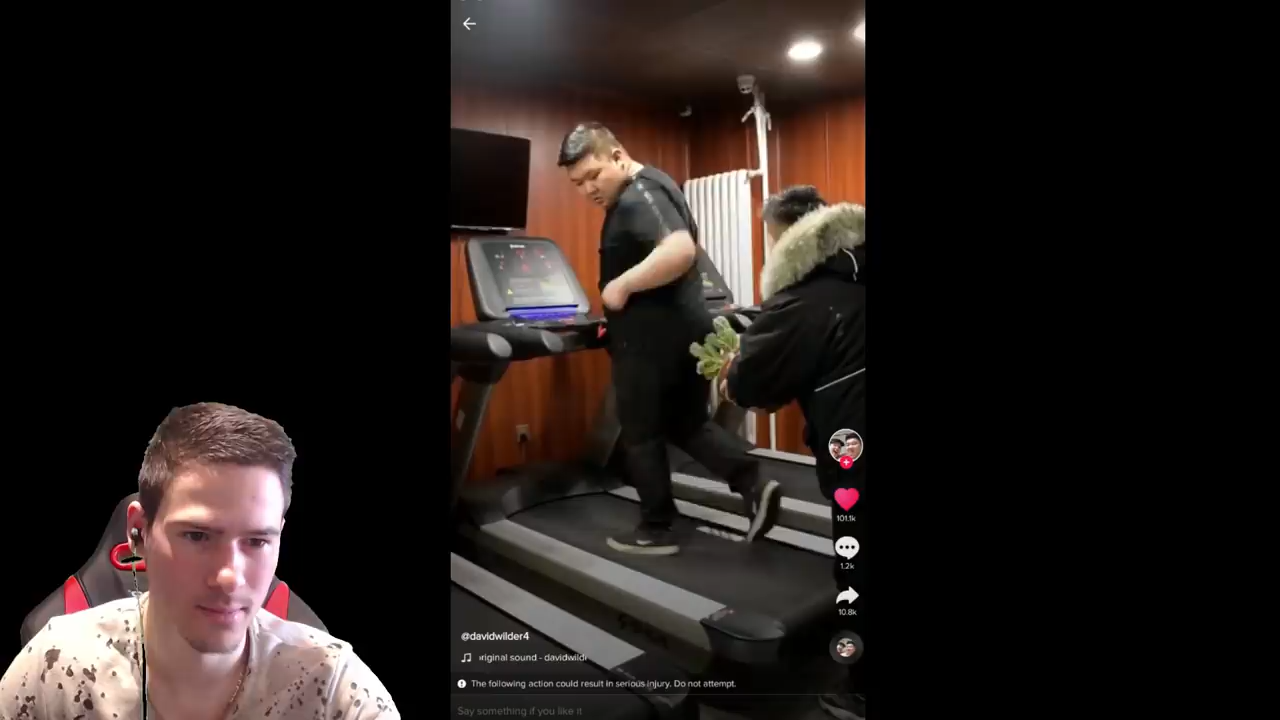 101.1k
1.2k
10.8k
@davidwilder4
original sound - davidwild
The following action could result in serious injury. Do not attempt.
Say something if you like it